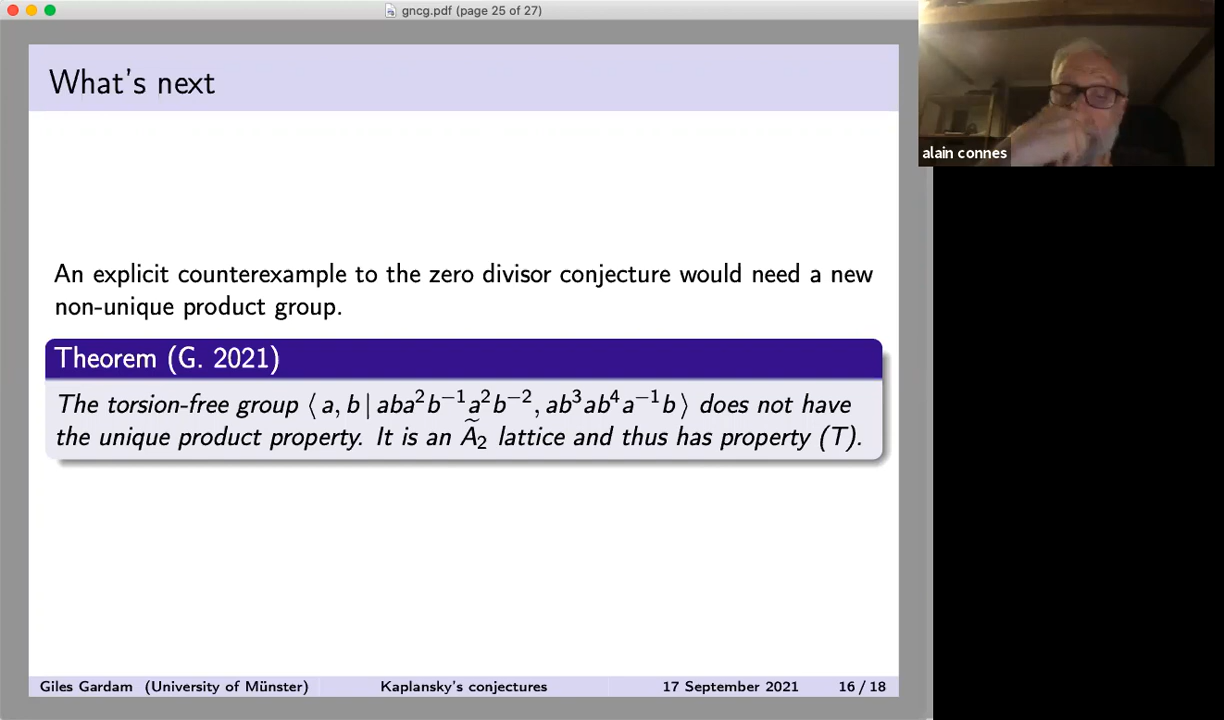 gncg.pdf (page 25 of 27)
What's next
alain connes
An explicit counterexample to the zero divisor conjecture would need a new
non-unique product group.
Theorem (G. 2021)
The torsion-free group ⟨ a, b | aba²b⁻¹a²b⁻², ab³ab⁴a⁻¹b ⟩ does not have
the unique product property. It is an Ã₂ lattice and thus has property (T).
Giles Gardam (University of Münster) Kaplansky's conjectures 17 September 2021 16 / 18